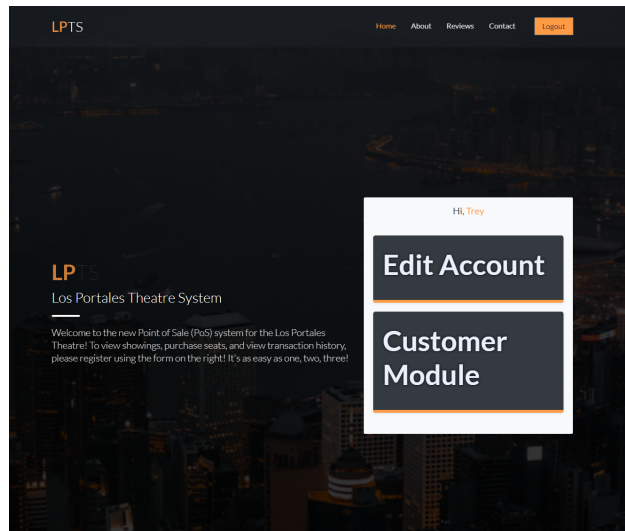 LPTS
Home About Reviews Contact Logout
Hi, Trey
Edit Account
Customer
Module
LPTS
Los Portales Theatre System
Welcome to the new Point of Sale (PoS) system for the Los Portales
Theatre! To view showings, purchase seats, and view transaction history,
please register using the form on the right! It's as easy as one, two, three!